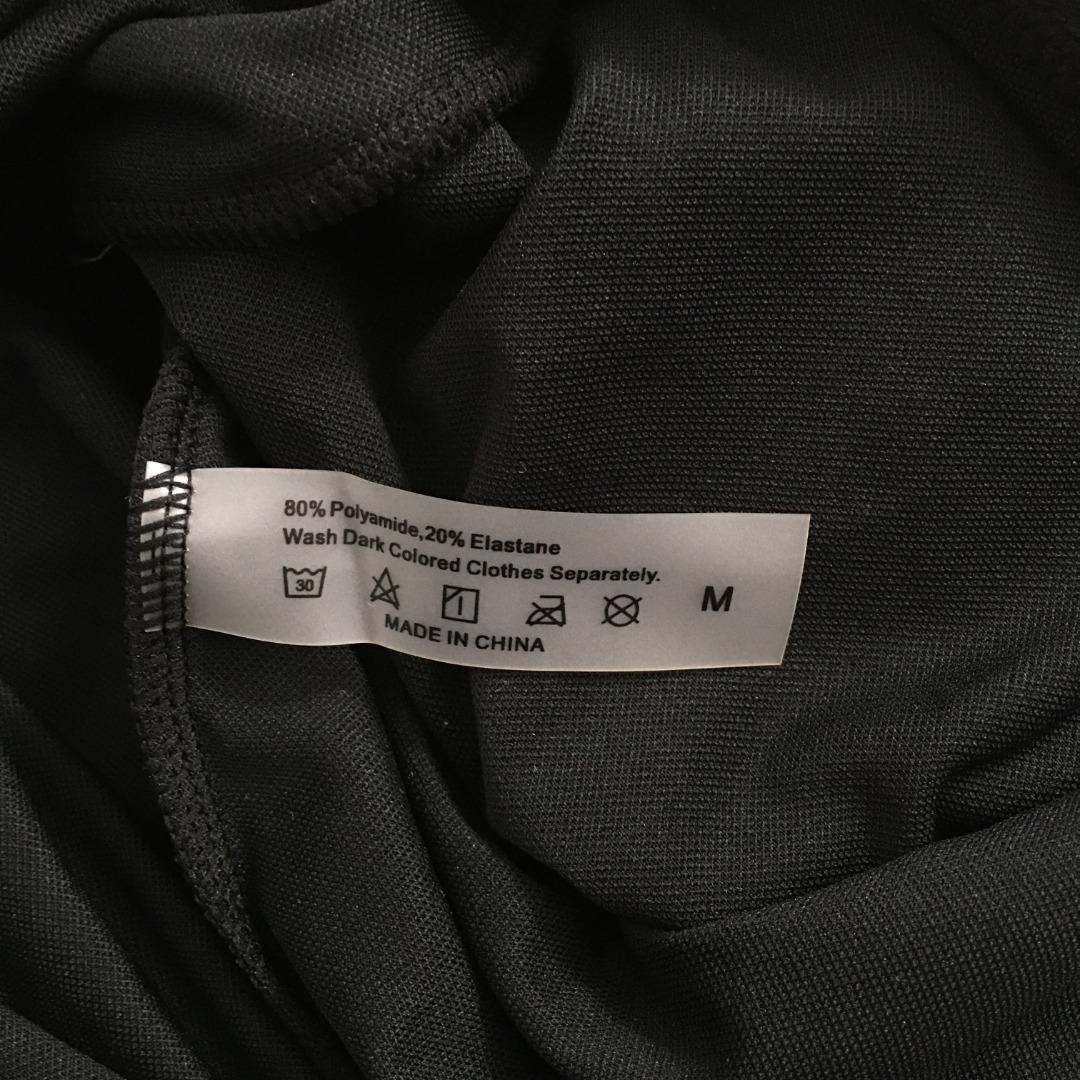 80% Polyamide,20% Elastane
Wash Dark Colored Clothes Separately.
30
M
MADE IN CHINA